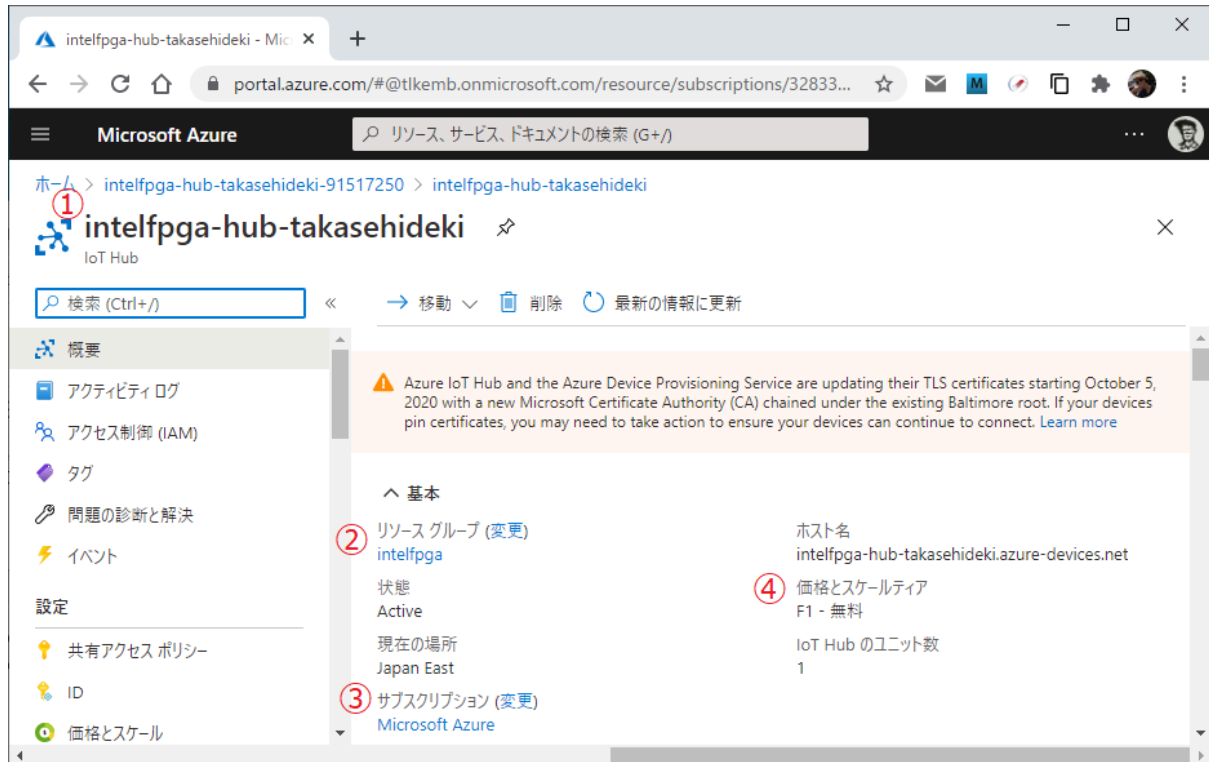 intelfpga-hub-takasehideki - Mic
portal.azure.com/#@tlkemb.onmicrosoft.com/resource/subscriptions/32833...
M
Microsoft Azure
リソース、サービス、ドキュメントの検索 (G+/)
ホーム > intelfpga-hub-takasehideki-91517250 > intelfpga-hub-takasehideki
①
intelfpga-hub-takasehideki
IoT Hub
検索 (Ctrl+/)
移動
削除
最新の情報に更新
概要
アクティビティ ログ
アクセス制御 (IAM)
タグ
問題の診断と解決
イベント
設定
共有アクセス ポリシー
ID
価格とスケール
Azure IoT Hub and the Azure Device Provisioning Service are updating their TLS certificates starting October 5,
2020 with a new Microsoft Certificate Authority (CA) chained under the existing Baltimore root. If your devices
pin certificates, you may need to take action to ensure your devices can continue to connect. Learn more
基本
② リソース グループ (変更)
intelfpga
状態
Active
現在の場所
Japan East
③ サブスクリプション (変更)
Microsoft Azure
ホスト名
intelfpga-hub-takasehideki.azure-devices.net
④ 価格とスケールティア
F1 - 無料
IoT Hub のユニット数
1